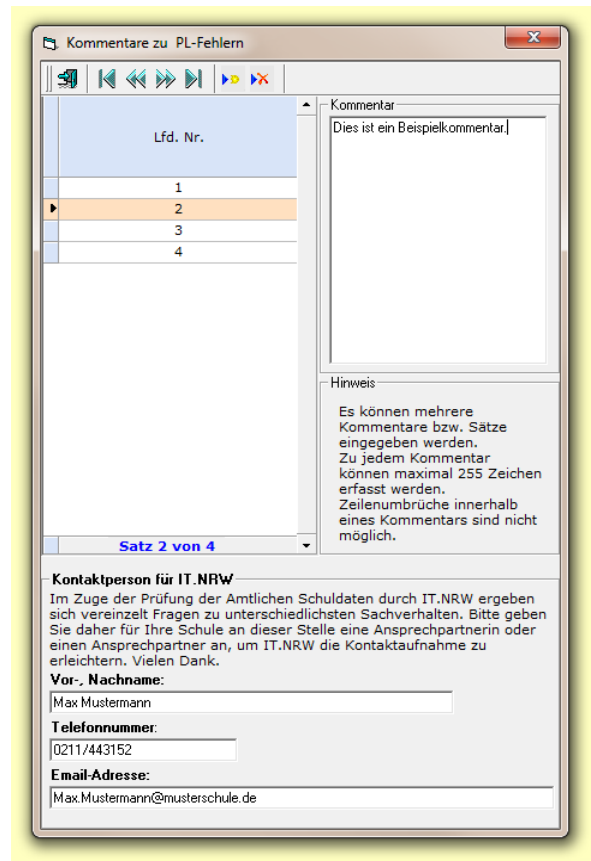 Kommentare zu PL-Fehlern
Lfd. Nr.
1
2
3
4
Satz 2 von 4
Kommentar
Dies ist ein Beispielkommentar.
Hinweis
Es können mehrere
Kommentare bzw. Sätze
eingegeben werden.
Zu jedem Kommentar
können maximal 255 Zeichen
erfasst werden.
Zeilenumbrüche innerhalb
eines Kommentars sind nicht
möglich.
Kontaktperson für IT.NRW
Im Zuge der Prüfung der Amtlichen Schuldaten durch IT.NRW ergeben
sich vereinzelt Fragen zu unterschiedlichsten Sachverhalten. Bitte geben
Sie daher für Ihre Schule an dieser Stelle eine Ansprechpartnerin oder
einen Ansprechpartner an, um IT.NRW die Kontaktaufnahme zu
erleichtern. Vielen Dank.
Vor-, Nachname:
Max Mustermann
Telefonnummer:
0211/443152
Email-Adresse:
Max.Mustermann@musterschule.de